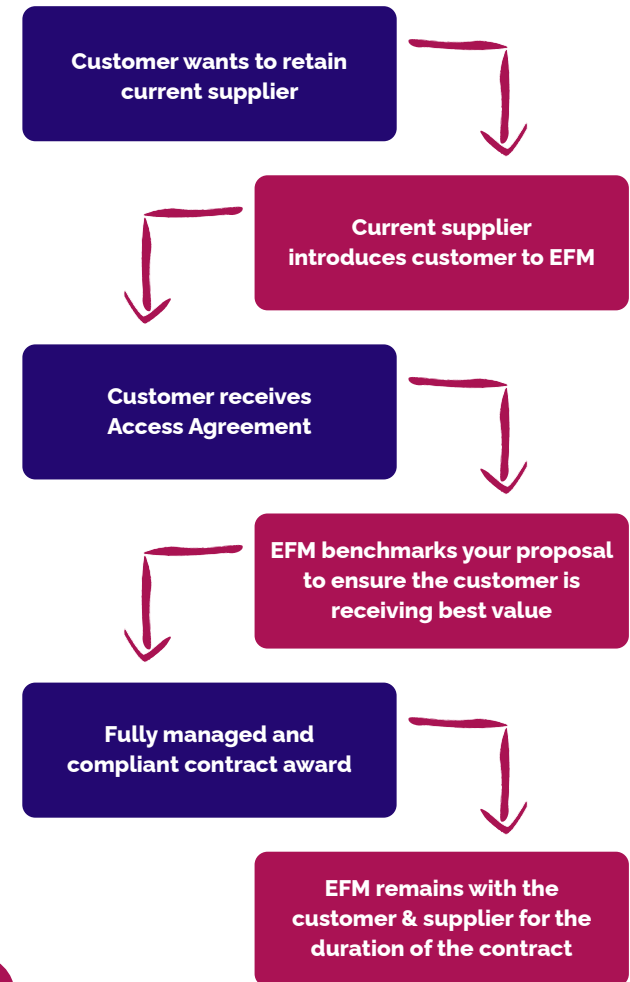 Customer wants to retain
current supplier
Current supplier
introduces customer to EFM
Customer receives
Access Agreement
EFM benchmarks your proposal
to ensure the customer is
receiving best value
Fully managed and
compliant contract award
EFM remains with the
customer & supplier for the
duration of the contract